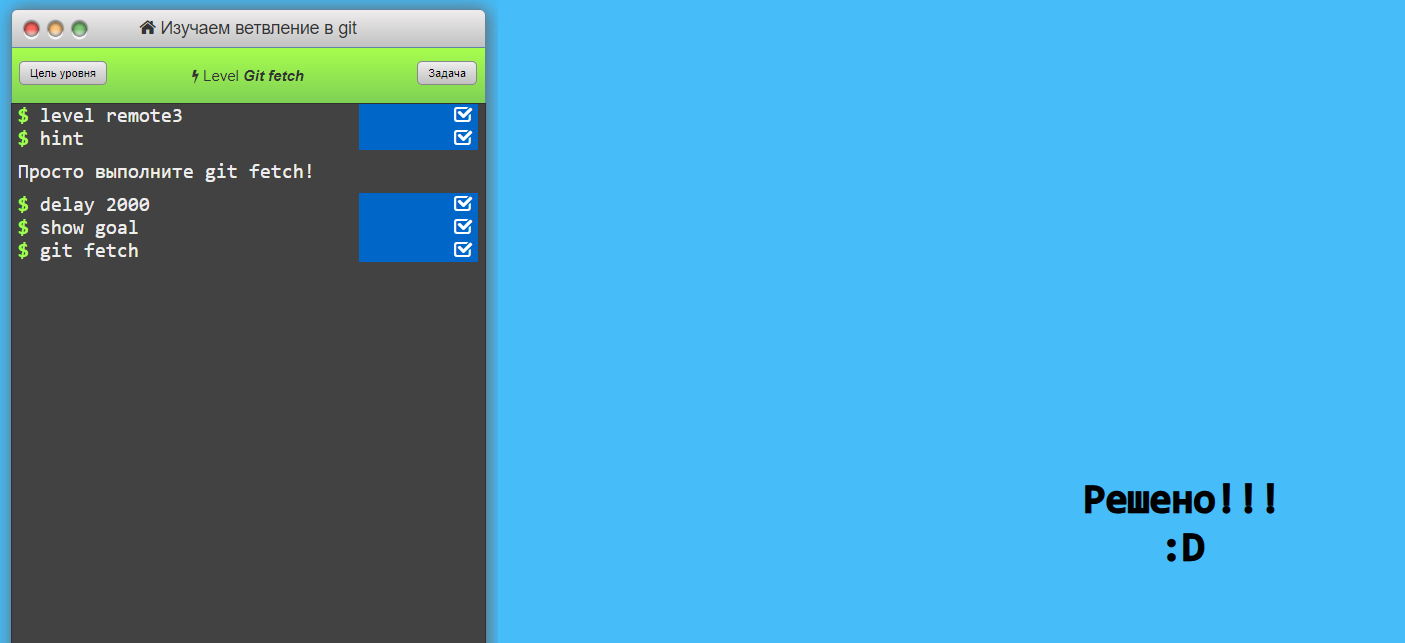 Изучаем ветвление в git
Цель уровня
Level Git fetch
Задача
$ level remote3
$ hint
Просто выполните git fetch!
$ delay 2000
$ show goal
$ git fetch
Решено!!!
:D